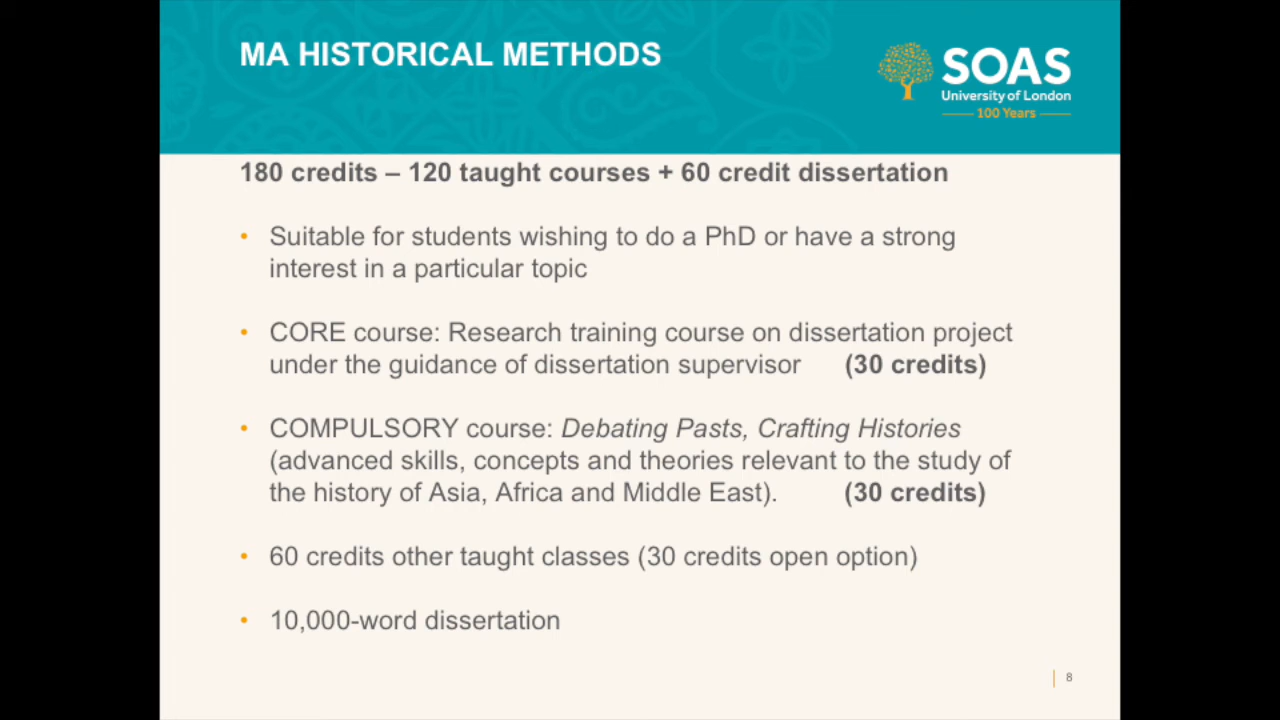 MA HISTORICAL METHODS
SOAS
University of London
100 Years
180 credits – 120 taught courses + 60 credit dissertation
• Suitable for students wishing to do a PhD or have a strong
interest in a particular topic
• CORE course: Research training course on dissertation project
under the guidance of dissertation supervisor (30 credits)
• COMPULSORY course: Debating Pasts, Crafting Histories
(advanced skills, concepts and theories relevant to the study of
the history of Asia, Africa and Middle East). (30 credits)
• 60 credits other taught classes (30 credits open option)
• 10,000-word dissertation
8